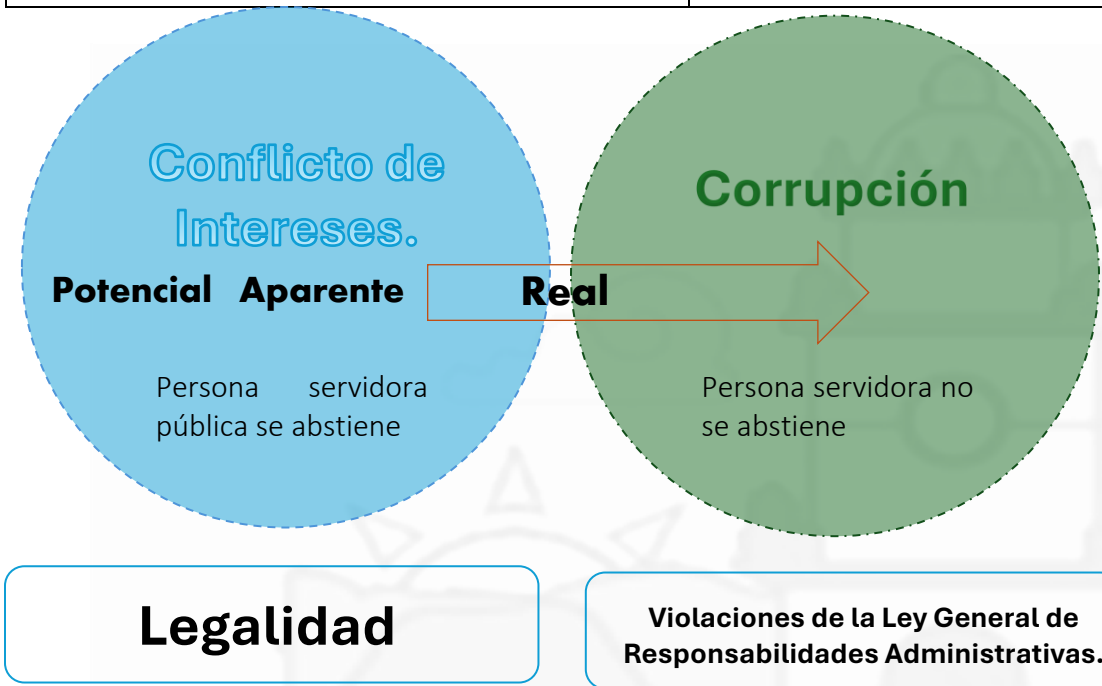 Conflicto de
Intereses.
Potencial Aparente
Real
Persona servidora
pública se abstiene
Corrupción
Persona servidora no
se abstiene
Legalidad
Violaciones de la Ley General de
Responsabilidades Administrativas.